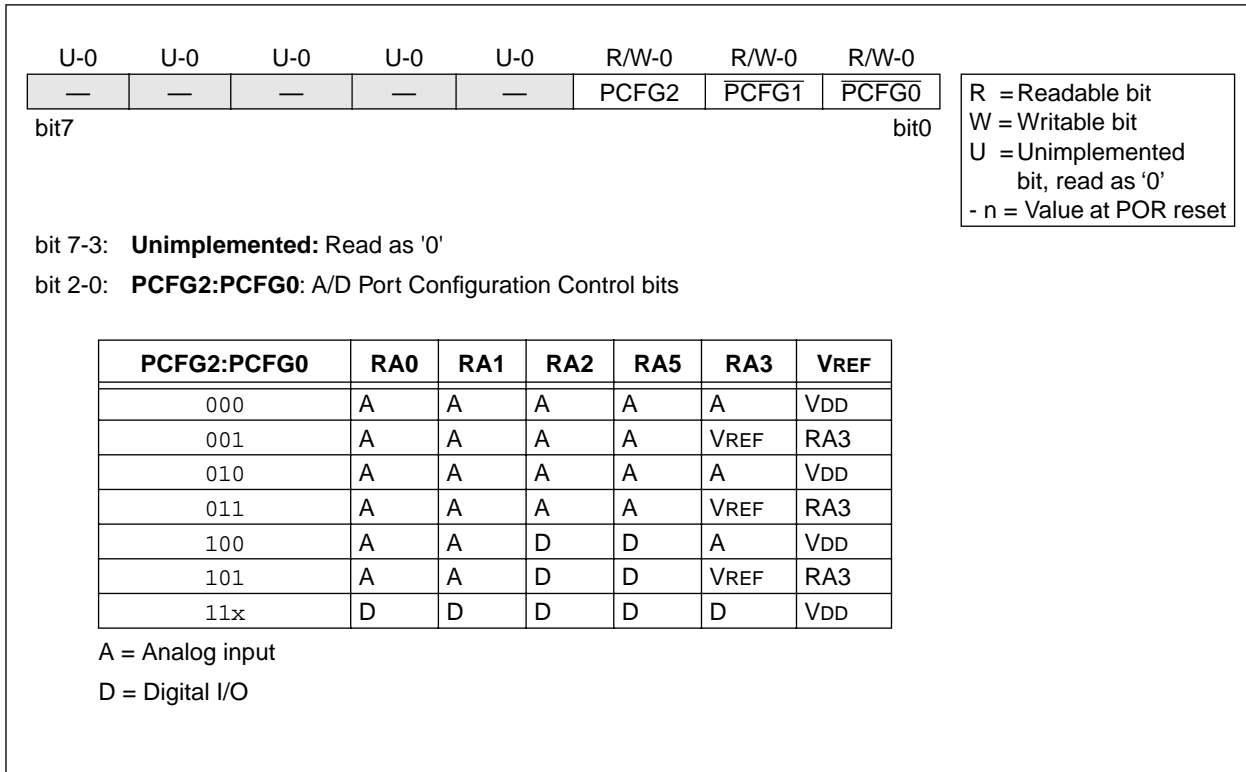 U-0 U-0 U-0 U-0 U-0 R/W-0 R/W-0 R/W-0
— — — — — PCFG2 PCFG1 PCFG0
bit7 bit0
R = Readable bit
W = Writable bit
U = Unimplemented
bit, read as ‘0’
- n = Value at POR reset
bit 7-3: Unimplemented: Read as '0'
bit 2-0: PCFG2:PCFG0: A/D Port Configuration Control bits
PCFG2:PCFG0 RA0 RA1 RA2 RA5 RA3 VREF
000 A A A A A VDD
001 A A A A VREF RA3
010 A A A A A VDD
011 A A A A VREF RA3
100 A A D D A VDD
101 A A D D VREF RA3
11x D D D D D VDD
A = Analog input
D = Digital I/O